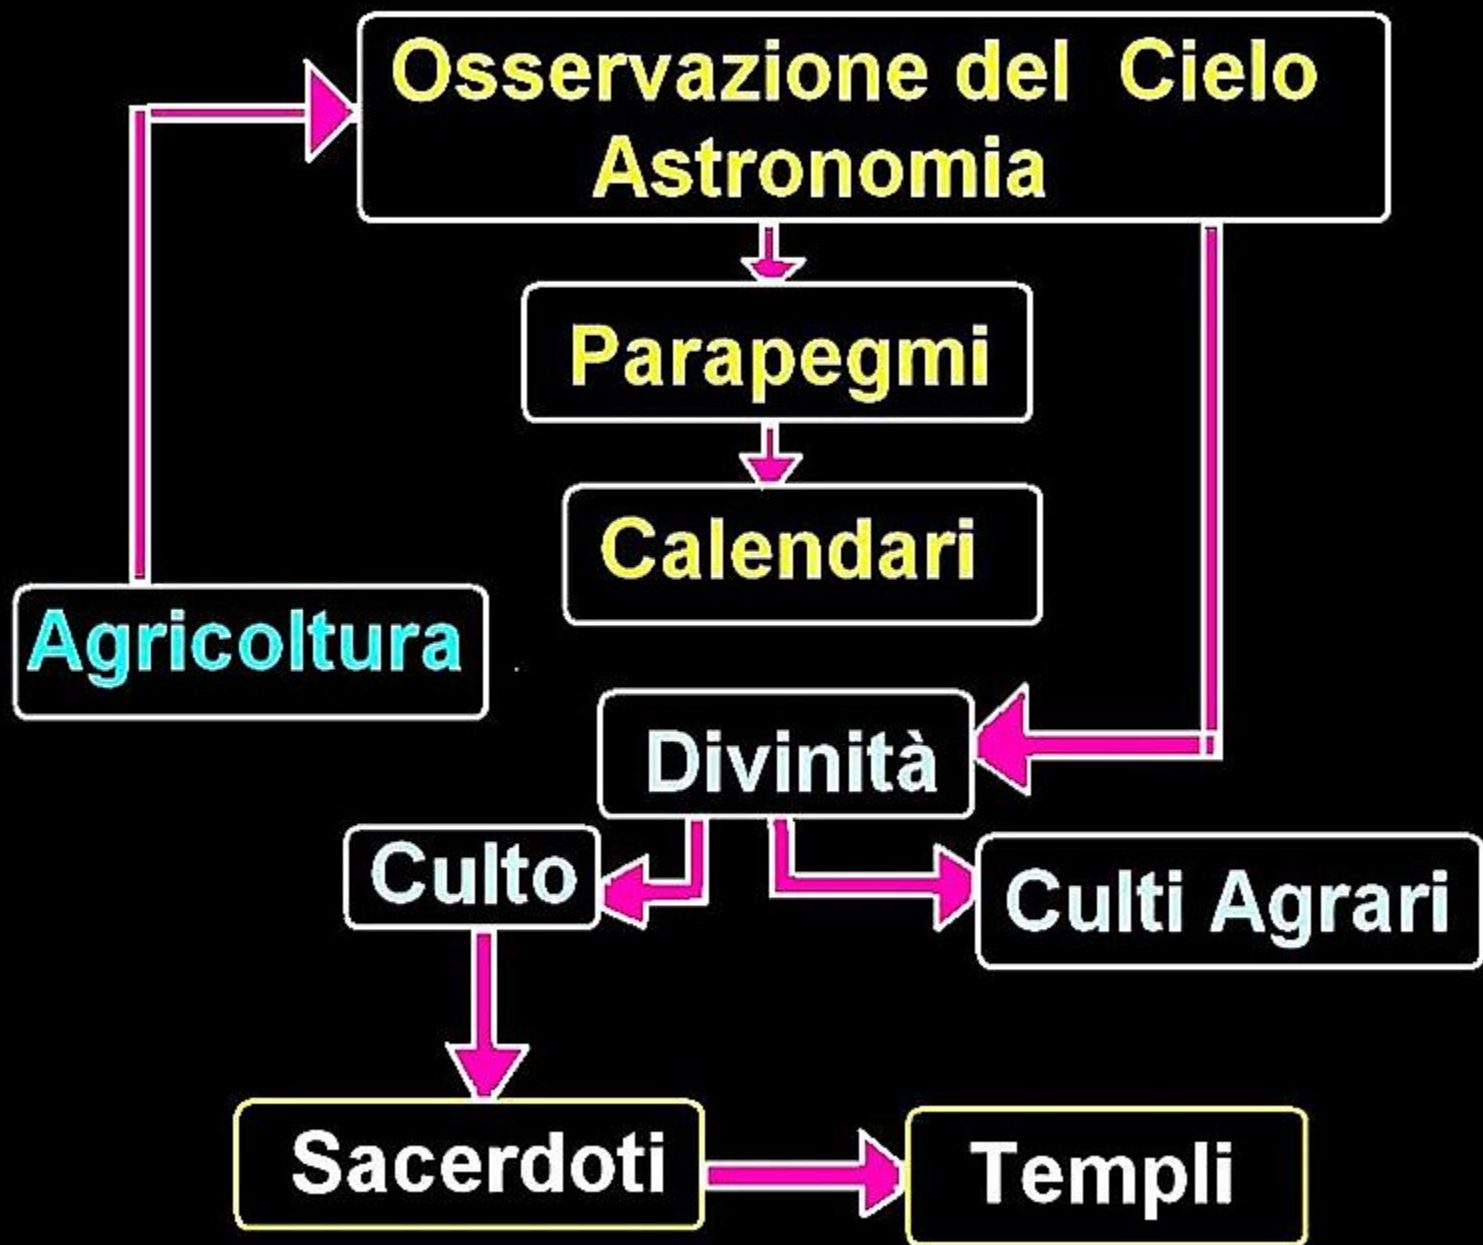 Osservazione del Cielo
Astronomia
Parapegmi
Calendari
Agricoltura
Divinità
Culto
Culti Agrari
Sacerdoti
Templi